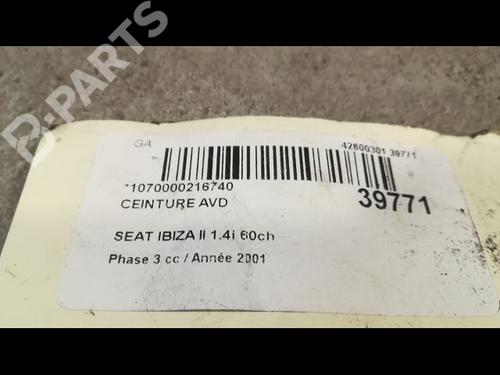 B-PARTS
GA
42600301 39771
*1070000216740
39771
CEINTURE AVD
SEAT IBIZA II 1.4i 60ch
Phase 3 cc / Année 2001